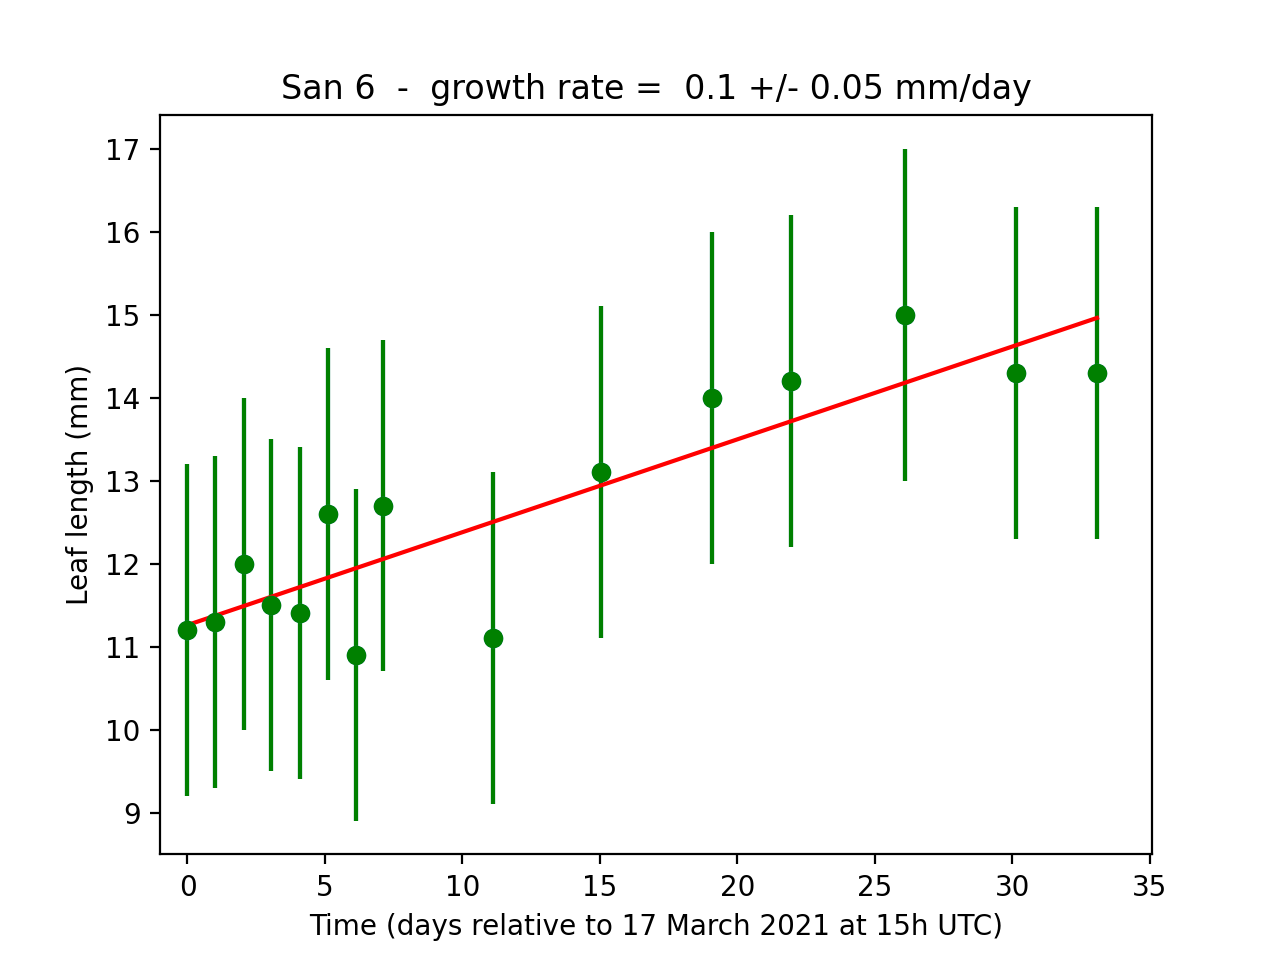 San 6 - growth rate = 0.1 +/- 0.05 mm/day
Leaf length (mm)
17
16
15
14
13
12
11
10
9
0 5 10 15 20 25 30 35
Time (days relative to 17 March 2021 at 15h UTC)